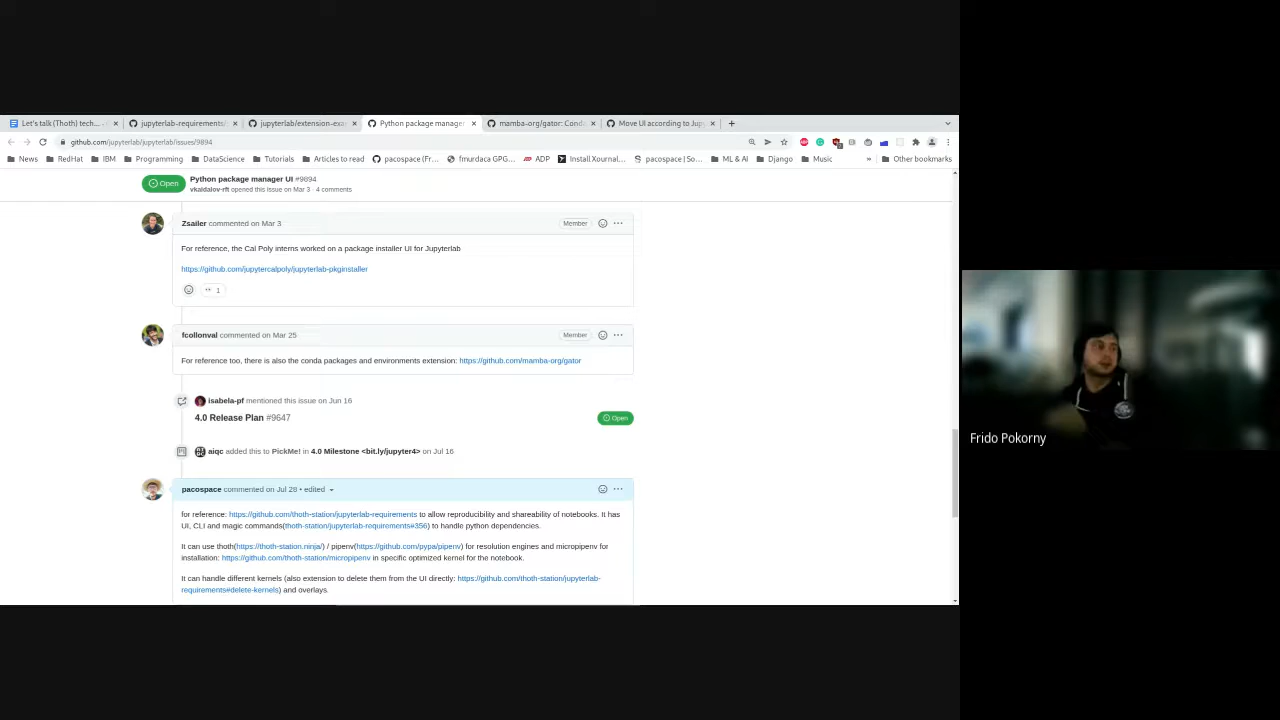 Let's talk (Thoth) tech... -
jupyterlab-requirements/
jupyterlab/extension-exa
Python package manager
mamba-org/gator: Conda
Move UI according to Jupy
github.com/jupyterlab/jupyterlab/issues/9894
News
RedHat
IBM
Programming
DataScience
Tutorials
Articles to read
pacospace (Fr…
fmurdaca GPG…
ADP
Install Xournal…
pacospace | So…
ML & AI
Django
Music
»
Other bookmarks
Open
Python package manager UI #9894
vkaidalov-rft opened this issue on Mar 3 · 4 comments
Zsailer commented on Mar 3
Member
For reference, the Cal Poly interns worked on a package installer UI for Jupyterlab
https://github.com/jupytercalpoly/jupyterlab-pkginstaller
1
fcollonval commented on Mar 25
Member
For reference too, there is also the conda packages and environments extension: https://github.com/mamba-org/gator
isabela-pf mentioned this issue on Jun 16
4.0 Release Plan #9647
Open
aiqc added this to PickMe! in 4.0 Milestone <bit.ly/jupyter4> on Jul 16
pacospace commented on Jul 28 • edited
for reference: https://github.com/thoth-station/jupyterlab-requirements to allow reproducibility and shareability of notebooks. It has
UI, CLI and magic commands(thoth-station/jupyterlab-requirements#356) to handle python dependencies.
It can use thoth(https://thoth-station.ninja/) / pipenv(https://github.com/pypa/pipenv) for resolution engines and micropipenv for
installation: https://github.com/thoth-station/micropipenv in specific optimized kernel for the notebook.
It can handle different kernels (also extension to delete them from the UI directly: https://github.com/thoth-station/jupyterlab-
requirements#delete-kernels) and overlays.
Frido Pokorny